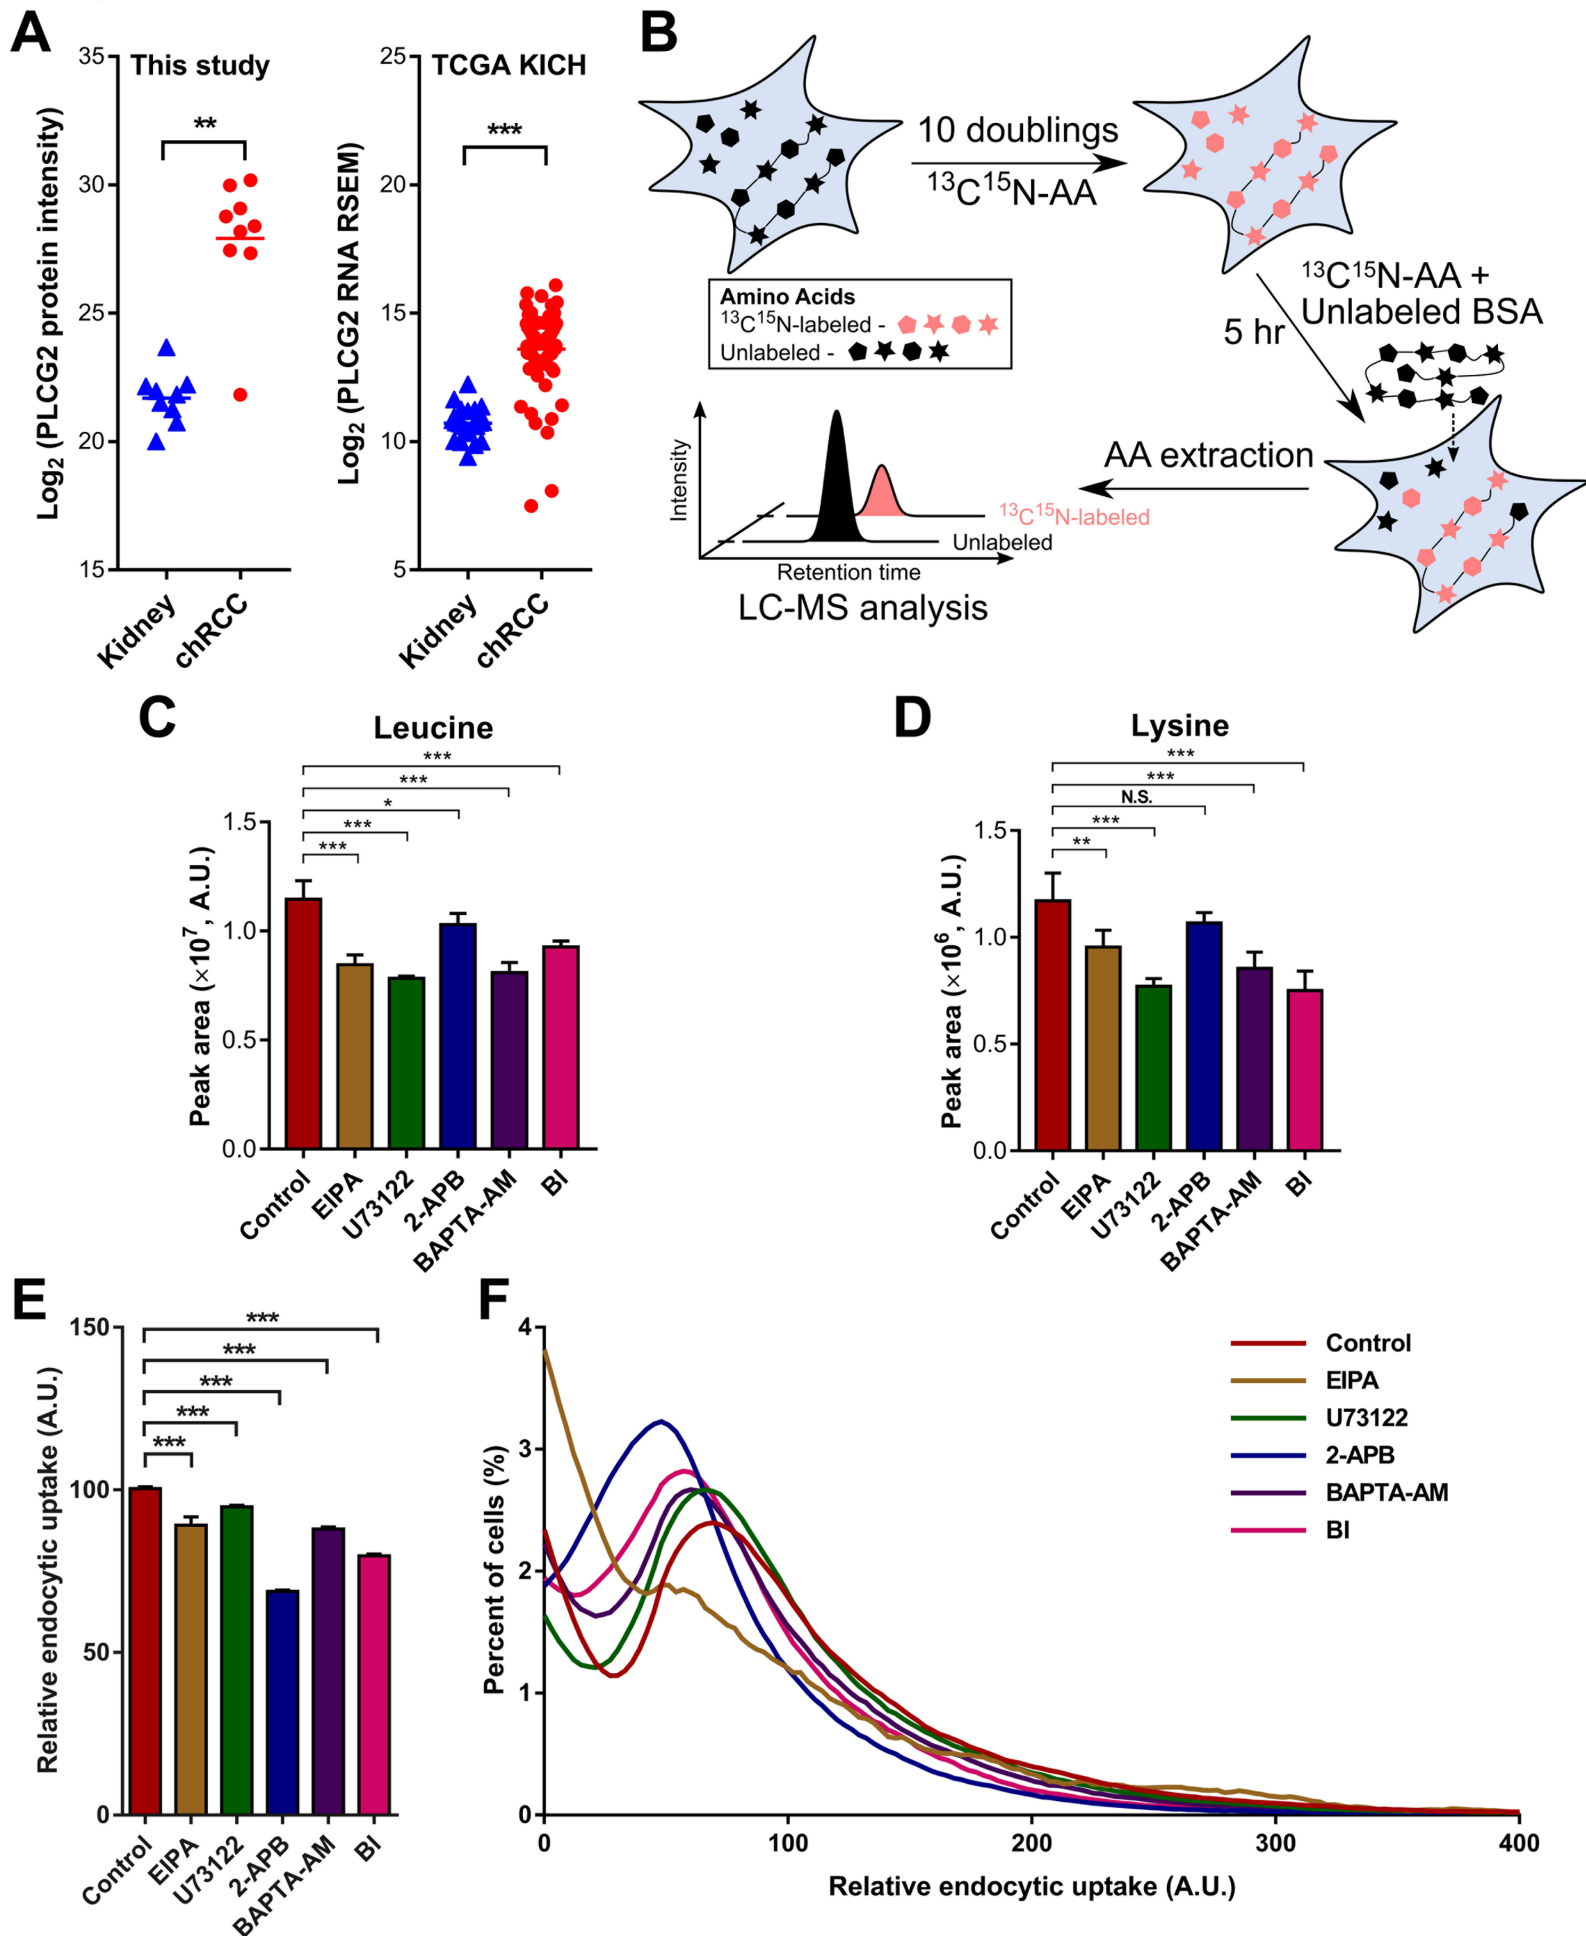 A
This study
**
Log2 (PLCG2 protein intensity)
35
30
25
20
15
Kidney
chRCC
TCGA KICH
***
Log2 (PLCG2 RNA RSEM)
25
20
15
10
5
Kidney
chRCC
B
10 doublings
13C15N-AA
13C15N-AA +
Unlabeled BSA
5 hr
Amino Acids
13C15N-labeled -
Unlabeled -
AA extraction
Intensity
13C15N-labeled
Unlabeled
Retention time
LC-MS analysis
C
Leucine
***
***
*
***
***
Peak area (×10^7, A.U.)
1.5
1.0
0.5
0.0
Control
EIPA
U73122
2-APB
BAPTA-AM
BI
D
Lysine
***
***
N.S.
***
**
Peak area (×10^6, A.U.)
1.5
1.0
0.5
0.0
Control
EIPA
U73122
2-APB
BAPTA-AM
BI
E
***
***
***
***
***
Relative endocytic uptake (A.U.)
150
100
50
0
Control
EIPA
U73122
2-APB
BAPTA-AM
BI
F
Percent of cells (%)
4
3
2
1
0
0
100
200
300
400
Relative endocytic uptake (A.U.)
Control
EIPA
U73122
2-APB
BAPTA-AM
BI